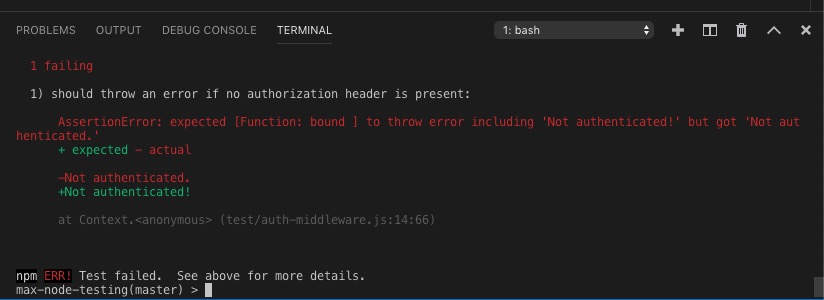 PROBLEMS OUTPUT DEBUG CONSOLE TERMINAL 1: bash
1 failing
1) should throw an error if no authorization header is present:
AssertionError: expected [Function: bound ] to throw error including 'Not authenticated!' but got 'Not aut
henticated.'
+ expected - actual
-Not authenticated.
+Not authenticated!
at Context.<anonymous> (test/auth-middleware.js:14:66)
npm ERR! Test failed.  See above for more details.
max-node-testing(master) >